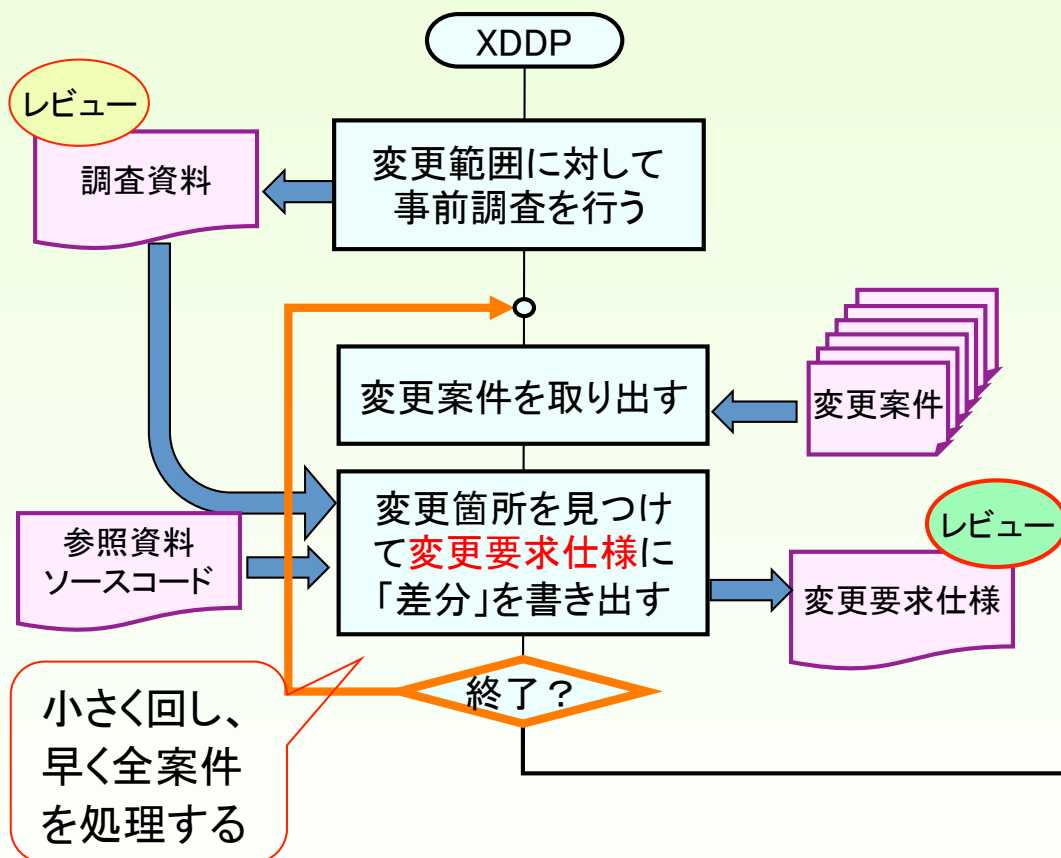 XDDP
レビュー
調査資料
変更範囲に対して
事前調査を行う
変更案件を取り出す
変更案件
変更箇所を見つけ
て変更要求仕様に
「差分」を書き出す
参照資料
ソースコード
レビュー
変更要求仕様
終了？
小さく回し、
早く全案件
を処理する